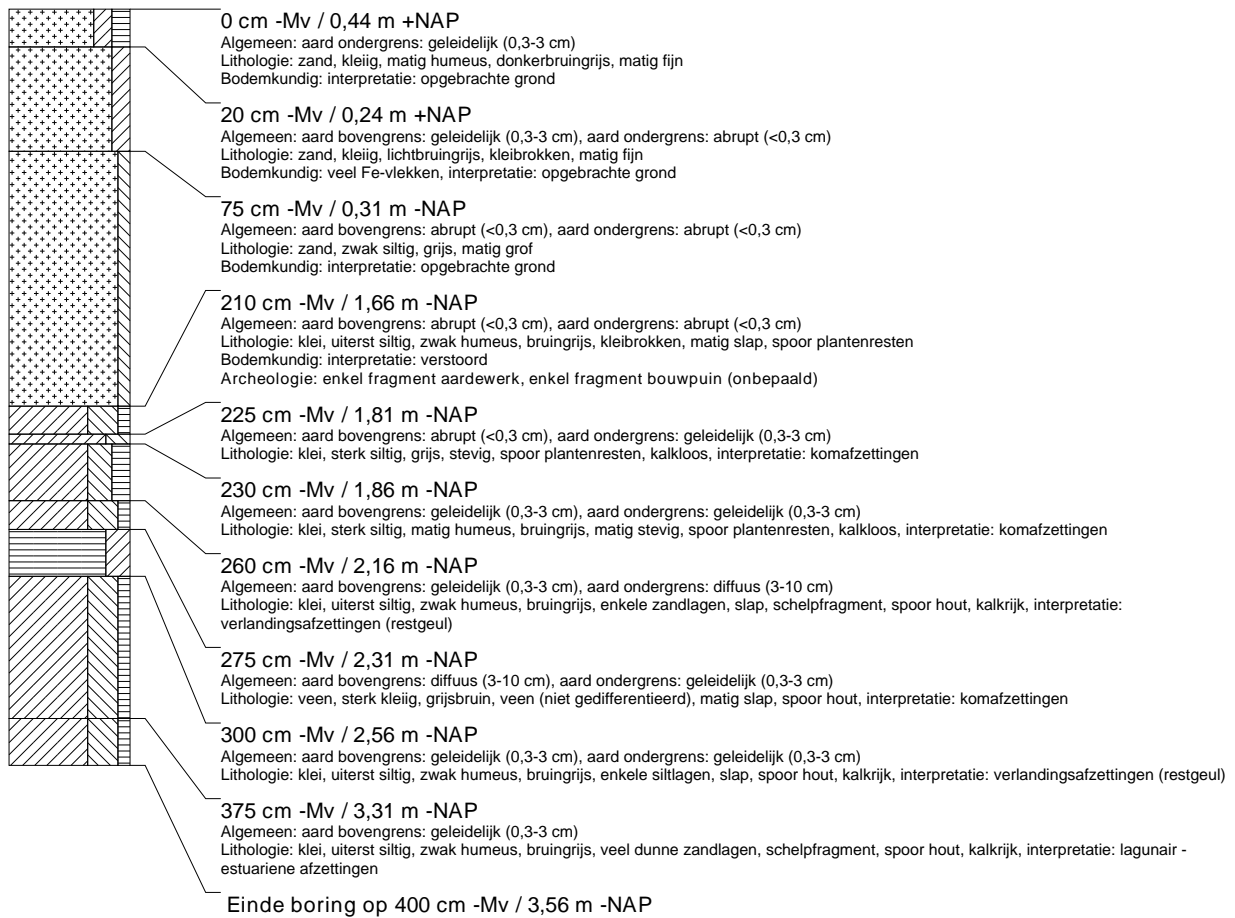 0 cm -Mv / 0,44 m +NAP
Algemeen: aard ondergrens: geleidelijk (0,3-3 cm)
Lithologie: zand, kleiig, matig humeus, donkerbruingrijs, matig fijn
Bodemkundig: interpretatie: opgebrachte grond
20 cm -Mv / 0,24 m +NAP
Algemeen: aard bovengrens: geleidelijk (0,3-3 cm), aard ondergrens: abrupt (<0,3 cm)
Lithologie: zand, kleiig, lichtbruingrijs, kleibrokken, matig fijn
Bodemkundig: veel Fe-vlekken, interpretatie: opgebrachte grond
75 cm -Mv / 0,31 m -NAP
Algemeen: aard bovengrens: abrupt (<0,3 cm), aard ondergrens: abrupt (<0,3 cm)
Lithologie: zand, zwak siltig, grijs, matig grof
Bodemkundig: interpretatie: opgebrachte grond
210 cm -Mv / 1,66 m -NAP
Algemeen: aard bovengrens: abrupt (<0,3 cm), aard ondergrens: abrupt (<0,3 cm)
Lithologie: klei, uiterst siltig, zwak humeus, bruingrijs, kleibrokken, matig slap, spoor plantenresten
Bodemkundig: interpretatie: verstoord
Archeologie: enkel fragment aardewerk, enkel fragment bouwpuin (onbepaald)
225 cm -Mv / 1,81 m -NAP
Algemeen: aard bovengrens: abrupt (<0,3 cm), aard ondergrens: geleidelijk (0,3-3 cm)
Lithologie: klei, sterk siltig, grijs, stevig, spoor plantenresten, kalkloos, interpretatie: komafzettingen
230 cm -Mv / 1,86 m -NAP
Algemeen: aard bovengrens: geleidelijk (0,3-3 cm), aard ondergrens: geleidelijk (0,3-3 cm)
Lithologie: klei, sterk siltig, matig humeus, bruingrijs, matig stevig, spoor plantenresten, kalkloos, interpretatie: komafzettingen
260 cm -Mv / 2,16 m -NAP
Algemeen: aard bovengrens: geleidelijk (0,3-3 cm), aard ondergrens: diffuus (3-10 cm)
Lithologie: klei, uiterst siltig, zwak humeus, bruingrijs, enkele zandlagen, slap, schelpfragment, spoor hout, kalkrijk, interpretatie:
verlandingsafzettingen (restgeul)
275 cm -Mv / 2,31 m -NAP
Algemeen: aard bovengrens: diffuus (3-10 cm), aard ondergrens: geleidelijk (0,3-3 cm)
Lithologie: veen, sterk kleiig, grijsbruin, veen (niet gedifferentieerd), matig slap, spoor hout, interpretatie: komafzettingen
300 cm -Mv / 2,56 m -NAP
Algemeen: aard bovengrens: geleidelijk (0,3-3 cm), aard ondergrens: geleidelijk (0,3-3 cm)
Lithologie: klei, uiterst siltig, zwak humeus, bruingrijs, enkele siltlagen, slap, spoor hout, kalkrijk, interpretatie: verlandingsafzettingen (restgeul)
375 cm -Mv / 3,31 m -NAP
Algemeen: aard bovengrens: geleidelijk (0,3-3 cm)
Lithologie: klei, uiterst siltig, zwak humeus, bruingrijs, veel dunne zandlagen, schelpfragment, spoor hout, kalkrijk, interpretatie: lagunair -
estuariene afzettingen
Einde boring op 400 cm -Mv / 3,56 m -NAP